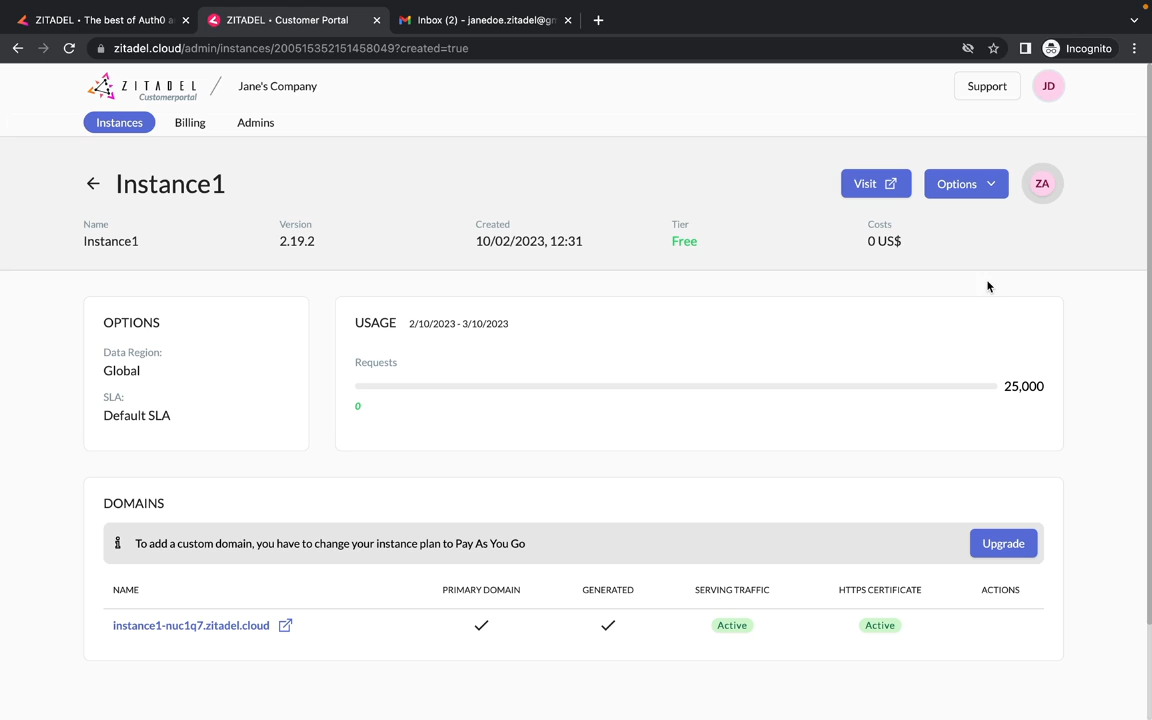 ZITADEL • The best of Auth0 a
ZITADEL • Customer Portal
Inbox (2) - janedoe.zitadel@gm
zitadel.cloud/admin/instances/200515352151458049?created=true
Incognito
ZITADEL
Customerportal
Jane's Company
Support
JD
Instances
Billing
Admins
Instance1
Visit
Options
ZA
Name
Version
Created
Tier
Costs
Instance1
2.19.2
10/02/2023, 12:31
Free
0 US$
OPTIONS
Data Region:
Global
SLA:
Default SLA
USAGE 2/10/2023 - 3/10/2023
Requests
25,000
0
DOMAINS
To add a custom domain, you have to change your instance plan to Pay As You Go
Upgrade
NAME
PRIMARY DOMAIN
GENERATED
SERVING TRAFFIC
HTTPS CERTIFICATE
ACTIONS
instance1-nuc1q7.zitadel.cloud
Active
Active